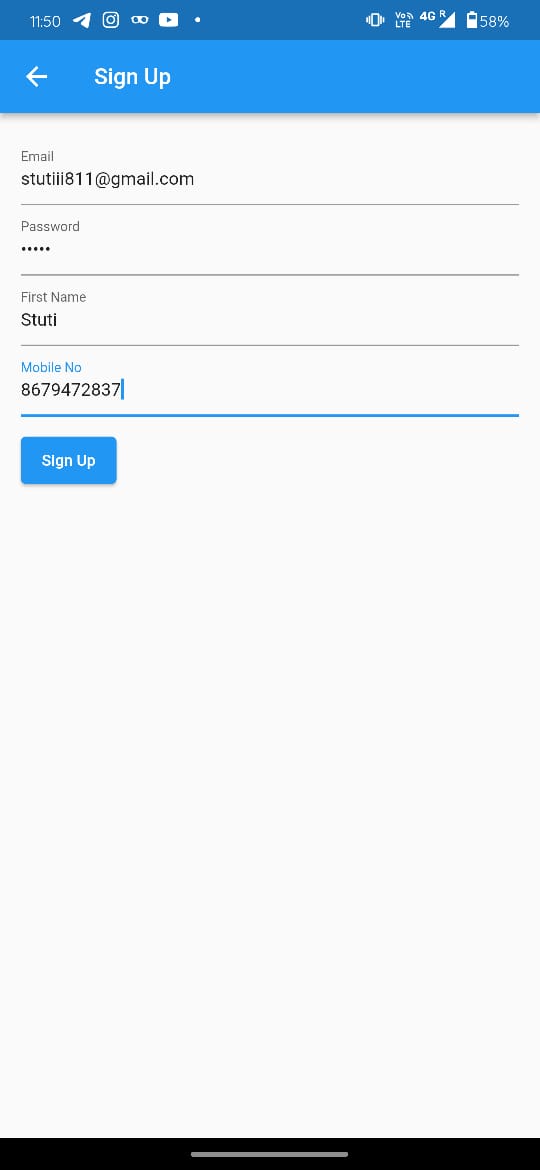 11:50 Vo LTE 4G R 58%
Sign Up
Email
stutiii811@gmail.com
Password
•••••
First Name
Stuti
Mobile No
8679472837
Sign Up